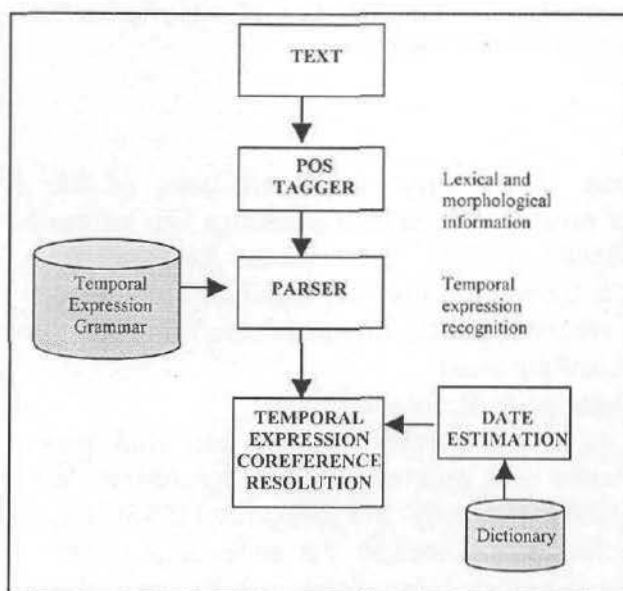 TEXT
POS
TAGGER
Lexical and
morphological
information
Temporal
Expression
Grammar
PARSER
Temporal
expression
recognition
TEMPORAL
EXPRESSION
COREFERENCE
RESOLUTION
DATE
ESTIMATION
Dictionary